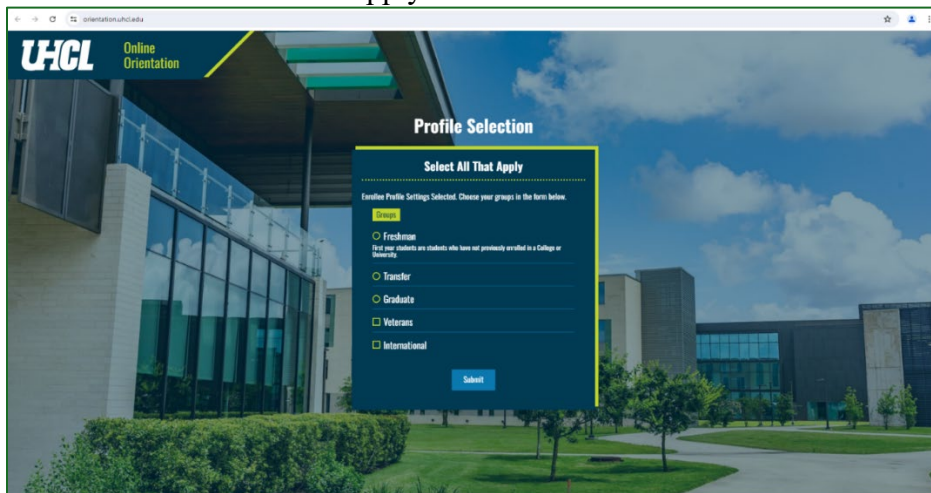 apply
orientation.uhcl.edu
UHCL
Online
Orientation
Profile Selection
Select All That Apply
Enrollee Profile Settings Selected. Choose your groups in the form below.
Groups
Freshman
First year students are students who have not previously enrolled in a College or
University.
Transfer
Graduate
Veterans
International
Submit